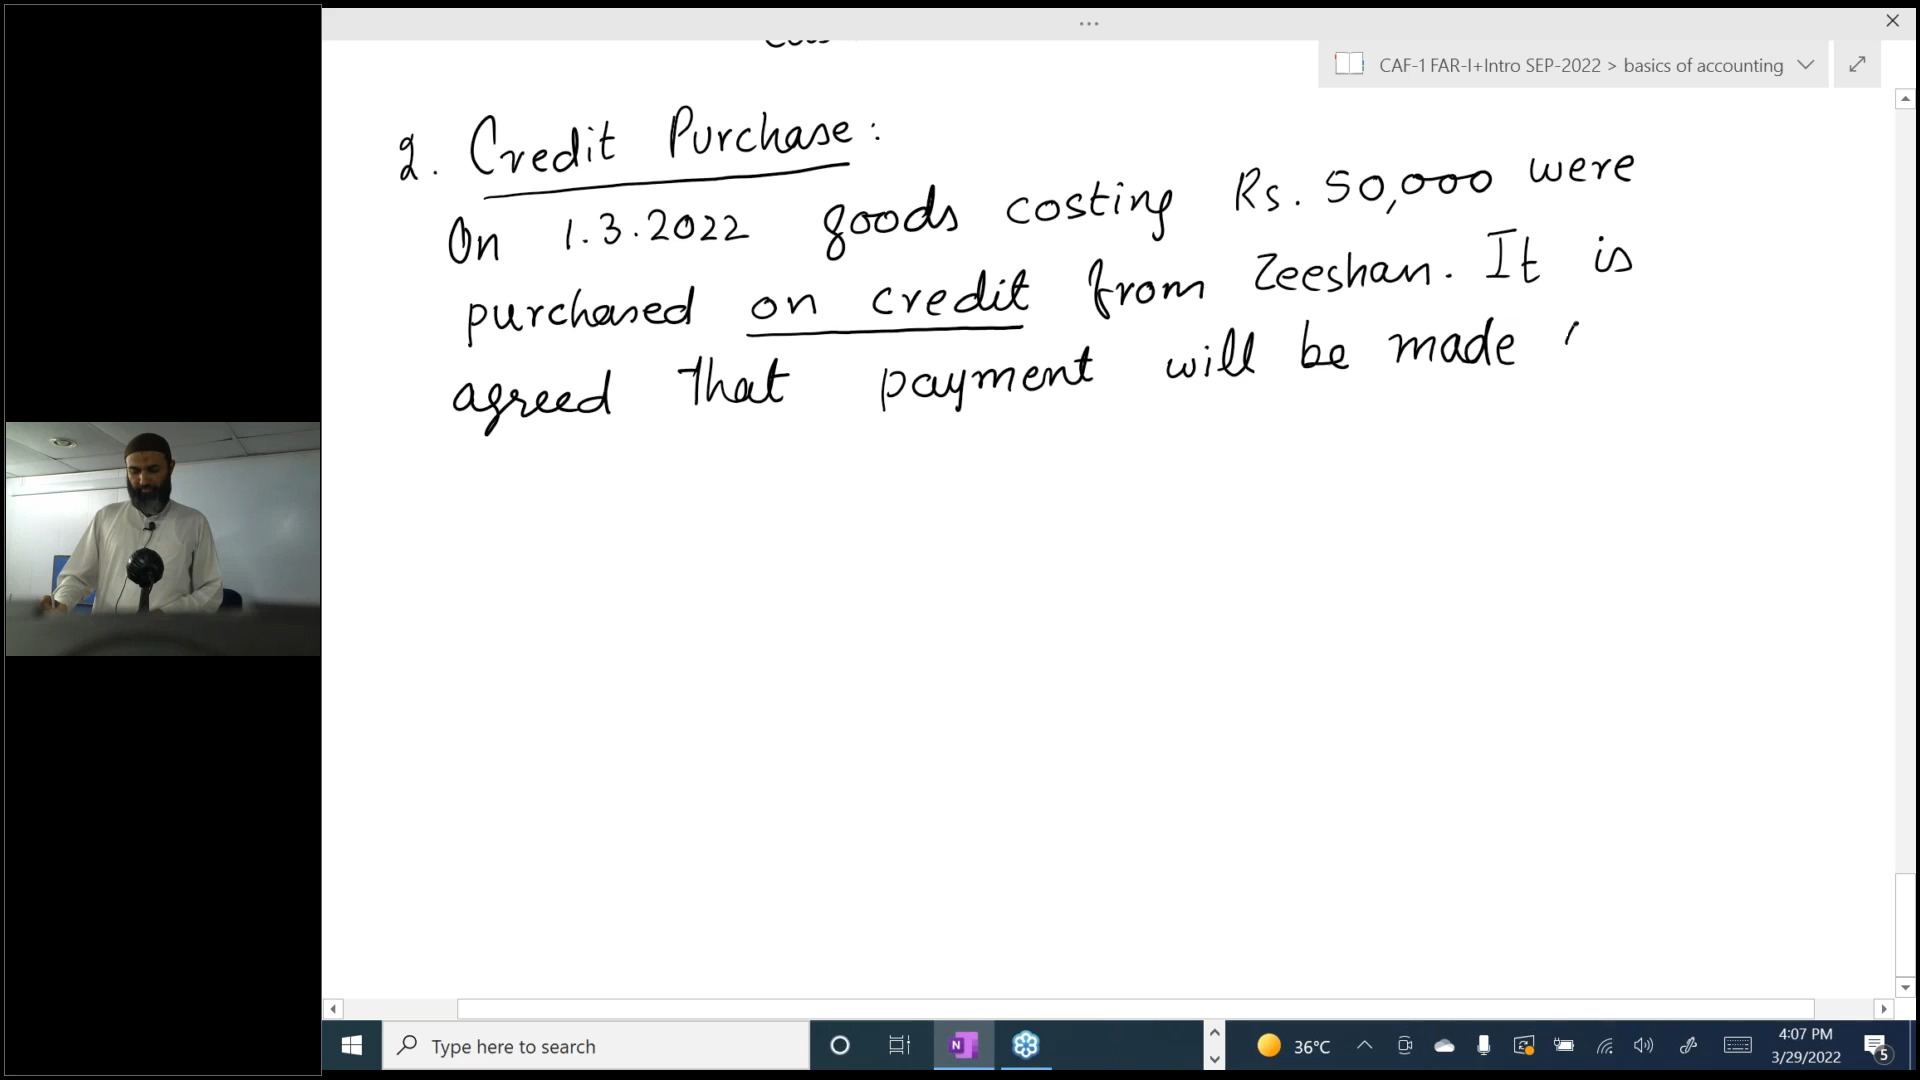 CAF-1 FAR-I+Intro SEP-2022 > basics of accounting
2. Credit Purchase:
On 1.3.2022 goods costing Rs. 50,000 were
purchased on credit from Zeeshan. It is
agreed that payment will be made
Type here to search
N
36°C
4:07 PM
3/29/2022
5